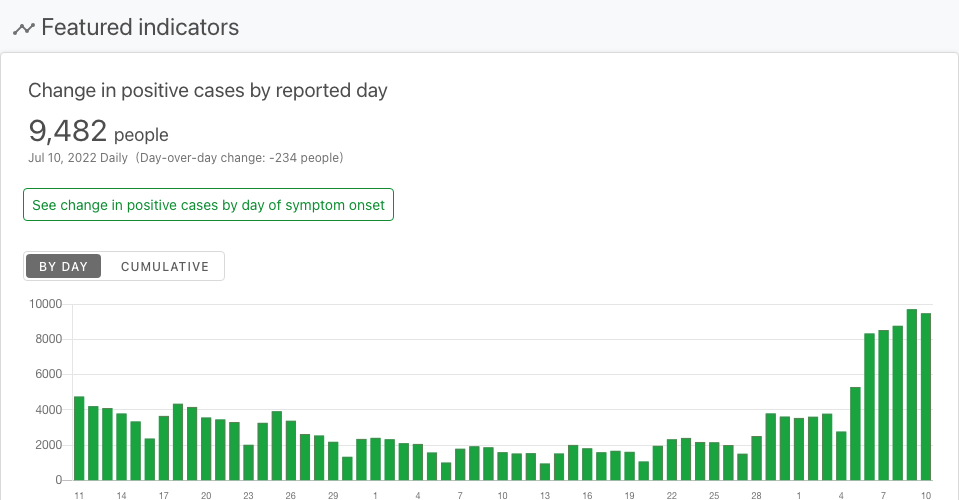 Featured indicators
Change in positive cases by reported day
9,482 people
Jul 10, 2022 Daily (Day-over-day change: -234 people)
See change in positive cases by day of symptom onset
BY DAY CUMULATIVE
10000
8000
6000
4000
2000
0
11 14 17 20 23 26 29 1 4 7 10 13 16 19 22 25 28 1 4 7 10